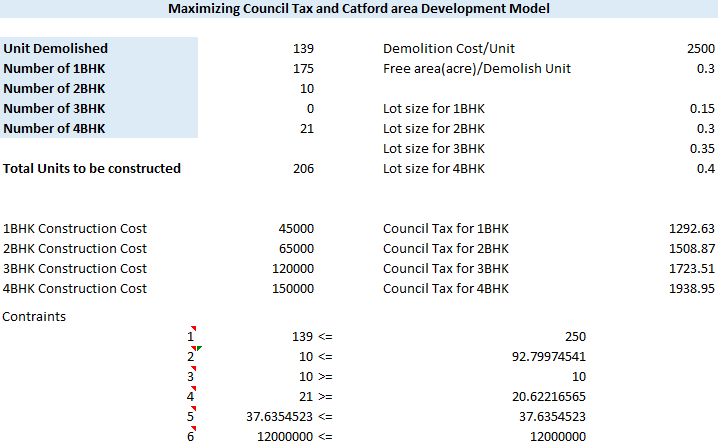 Maximizing Council Tax and Catford area Development Model
Unit Demolished 139 Demolition Cost/Unit 2500
Number of 1BHK 175 Free area(acre)/Demolish Unit 0.3
Number of 2BHK 10
Number of 3BHK 0 Lot size for 1BHK 0.15
Number of 4BHK 21 Lot size for 2BHK 0.3
Lot size for 3BHK 0.35
Total Units to be constructed 206 Lot size for 4BHK 0.4
1BHK Construction Cost 45000 Council Tax for 1BHK 1292.63
2BHK Construction Cost 65000 Council Tax for 2BHK 1508.87
3BHK Construction Cost 120000 Council Tax for 3BHK 1723.51
4BHK Construction Cost 150000 Council Tax for 4BHK 1938.95
Contraints
1 139 <= 250
2 10 <= 92.79974541
3 10 >= 10
4 21 >= 20.62216565
5 37.6354523 <= 37.6354523
6 12000000 <= 12000000